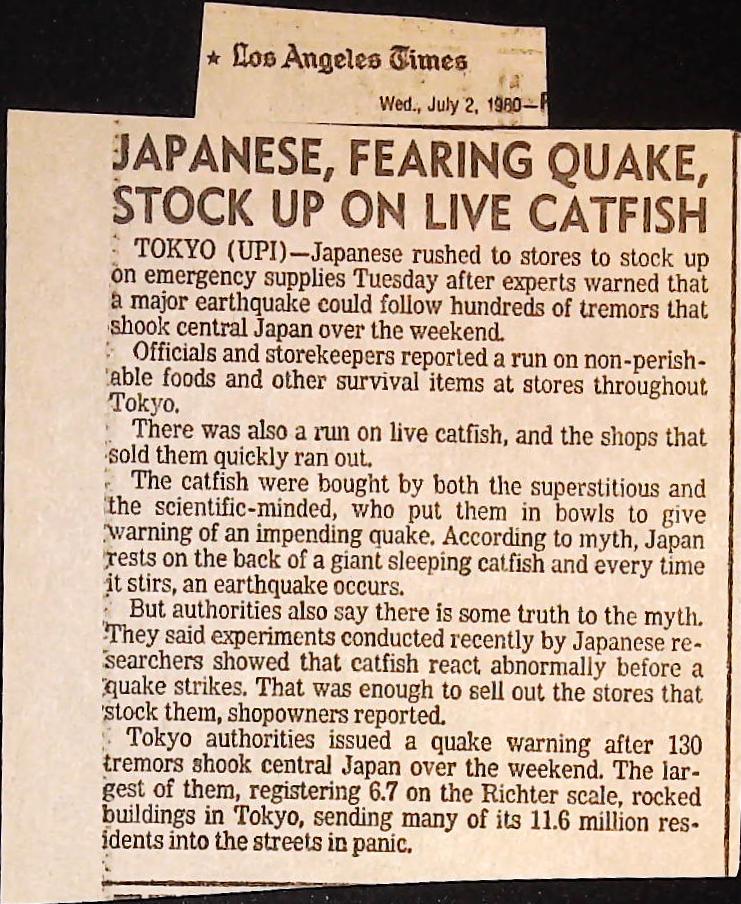 ★ Los Angeles Times
Wed., July 2, 1980—
JAPANESE, FEARING QUAKE,
STOCK UP ON LIVE CATFISH
TOKYO (UPI)—Japanese rushed to stores to stock up
on emergency supplies Tuesday after experts warned that
a major earthquake could follow hundreds of tremors that
shook central Japan over the weekend.
Officials and storekeepers reported a run on non-perish-
able foods and other survival items at stores throughout
Tokyo.
There was also a run on live catfish, and the shops that
sold them quickly ran out.
The catfish were bought by both the superstitious and
the scientific-minded, who put them in bowls to give
warning of an impending quake. According to myth, Japan
rests on the back of a giant sleeping catfish and every time
it stirs, an earthquake occurs.
But authorities also say there is some truth to the myth.
They said experiments conducted recently by Japanese re-
searchers showed that catfish react abnormally before a
quake strikes. That was enough to sell out the stores that
stock them, shopowners reported.
Tokyo authorities issued a quake warning after 130
tremors shook central Japan over the weekend. The lar-
gest of them, registering 6.7 on the Richter scale, rocked
buildings in Tokyo, sending many of its 11.6 million res-
idents into the streets in panic.